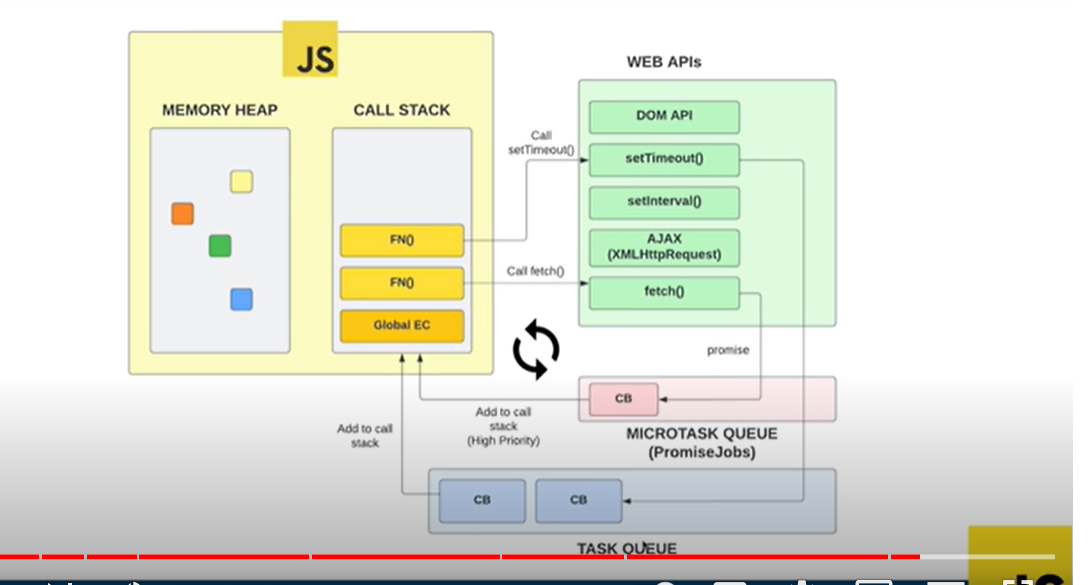 JS
MEMORY HEAP
CALL STACK
FN()
FN()
Global EC
Call
setTimeout()
Call fetch()
WEB APIs
DOM API
setTimeout()
setInterval()
AJAX
(XMLHttpRequest)
fetch()
promise
CB
MICROTASK QUEUE
(PromiseJobs)
Add to call
stack
(High Priority)
Add to call
stack
CB
CB
TASK QUEUE